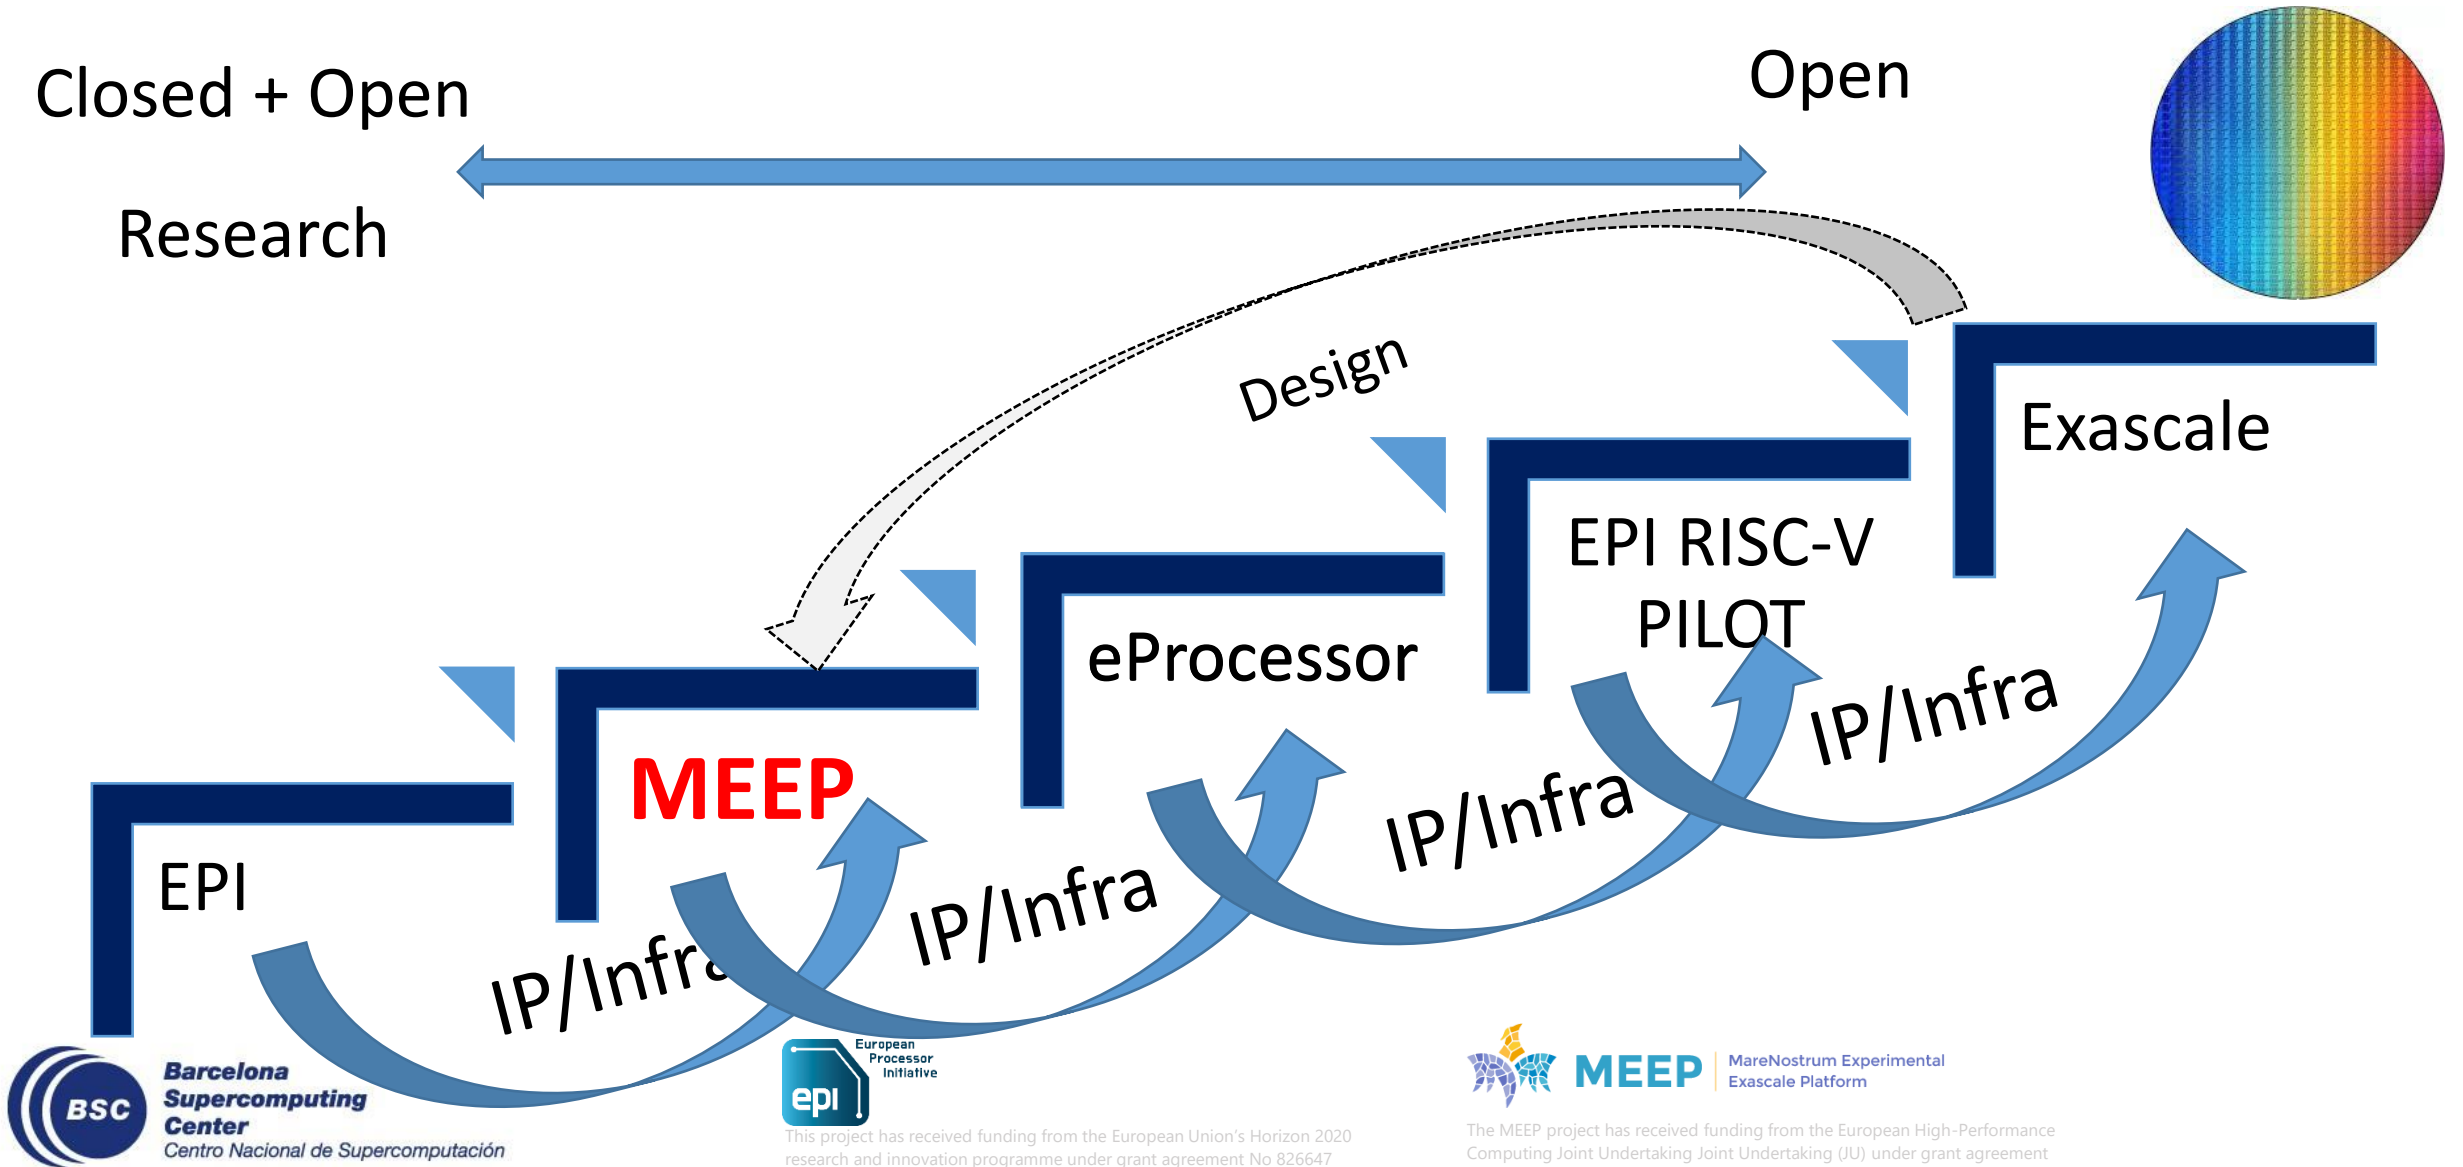 Closed + Open
Open
Research
Design
Exascale
EPI RISC-V
PILOT
eProcessor
MEEP
EPI
IP/Infra
IP/Infra
IP/Infra
IP/Infra
BSC
Barcelona
Supercomputing
Center
Centro Nacional de Supercomputación
epi
European
Processor
Initiative
This project has received funding from the European Union's Horizon 2020
research and innovation programme under grant agreement No 826647
MEEP
MareNostrum Experimental
Exascale Platform
The MEEP project has received funding from the European High-Performance
Computing Joint Undertaking Joint Undertaking (JU) under grant agreement